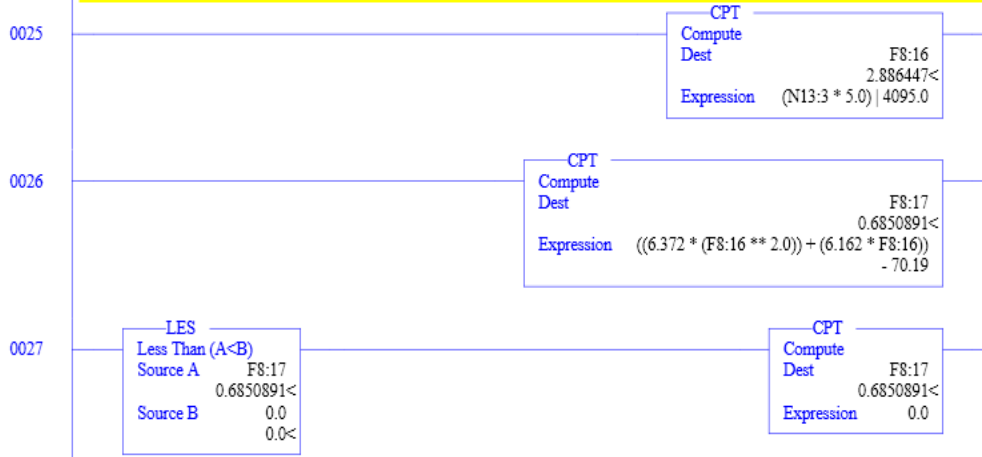 CPT
0025
Compute
Dest F8:16
2.886447<
Expression (N13:3 * 5.0) | 4095.0
CPT
0026
Compute
Dest F8:17
0.6850891<
Expression ((6.372 * (F8:16 ** 2.0)) + (6.162 * F8:16))
- 70.19
LES
0027
Less Than (A<B)
Source A F8:17
0.6850891<
Source B 0.0
0.0<
CPT
Compute
Dest F8:17
0.6850891<
Expression 0.0